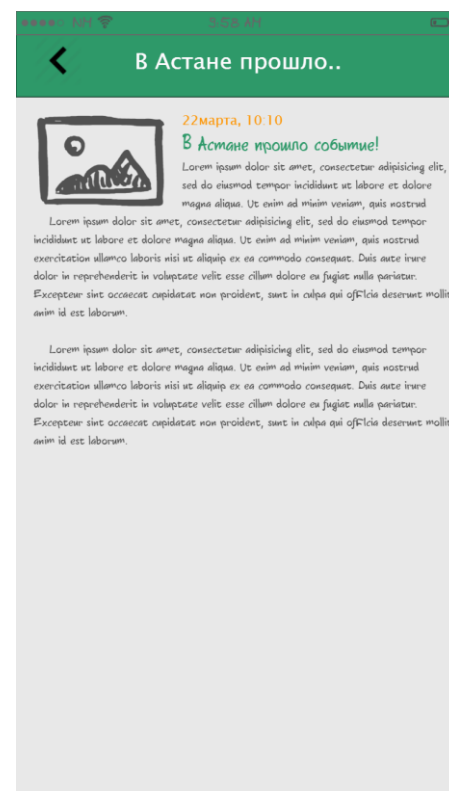 NM 3:58 AM
В Астане прошло..
22марта, 10:10
В Астане прошло событие!
Lorem ipsum dolor sit amet, consectetur adipisicing elit,
sed do eiusmod tempor incididunt ut labore et dolore
magna aliqua. Ut enim ad minim veniam, quis nostrud
Lorem ipsum dolor sit amet, consectetur adipisicing elit, sed do eiusmod tempor
incididunt ut labore et dolore magna aliqua. Ut enim ad minim veniam, quis nostrud
exercitation ullamco laboris nisi ut aliquip ex ea commodo consequat. Duis aute irure
dolor in reprehenderit in voluptate velit esse cillum dolore eu fugiat nulla pariatur.
Excepteur sint occaecat cupidatat non proident, sunt in culpa qui officia deserunt mollit
anim id est laborum.
Lorem ipsum dolor sit amet, consectetur adipisicing elit, sed do eiusmod tempor
incididunt ut labore et dolore magna aliqua. Ut enim ad minim veniam, quis nostrud
exercitation ullamco laboris nisi ut aliquip ex ea commodo consequat. Duis aute irure
dolor in reprehenderit in voluptate velit esse cillum dolore eu fugiat nulla pariatur.
Excepteur sint occaecat cupidatat non proident, sunt in culpa qui officia deserunt mollit
anim id est laborum.